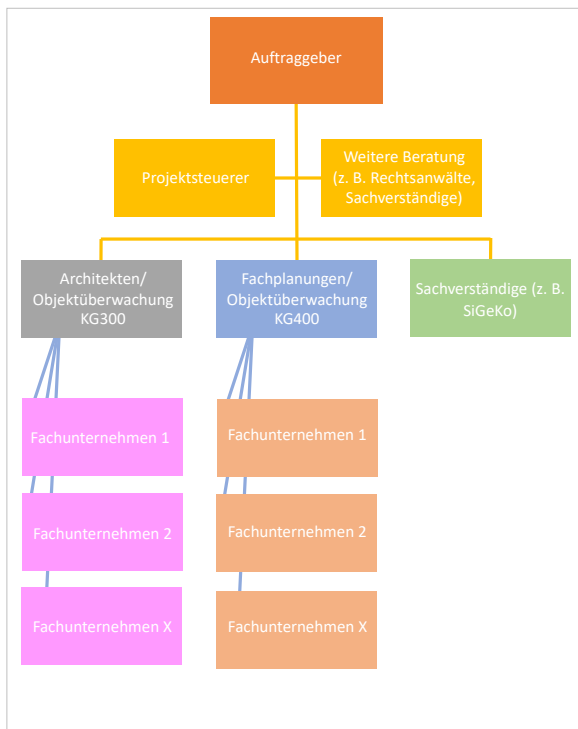 Auftraggeber
Projektsteuerer
Weitere Beratung
(z. B. Rechtsanwälte,
Sachverständige)
Architekten/
Objektüberwachung
KG300
Fachplanungen/
Objektüberwachung
KG400
Sachverständige (z. B.
SiGeKo)
Fachunternehmen 1
Fachunternehmen 1
Fachunternehmen 2
Fachunternehmen 2
Fachunternehmen X
Fachunternehmen X